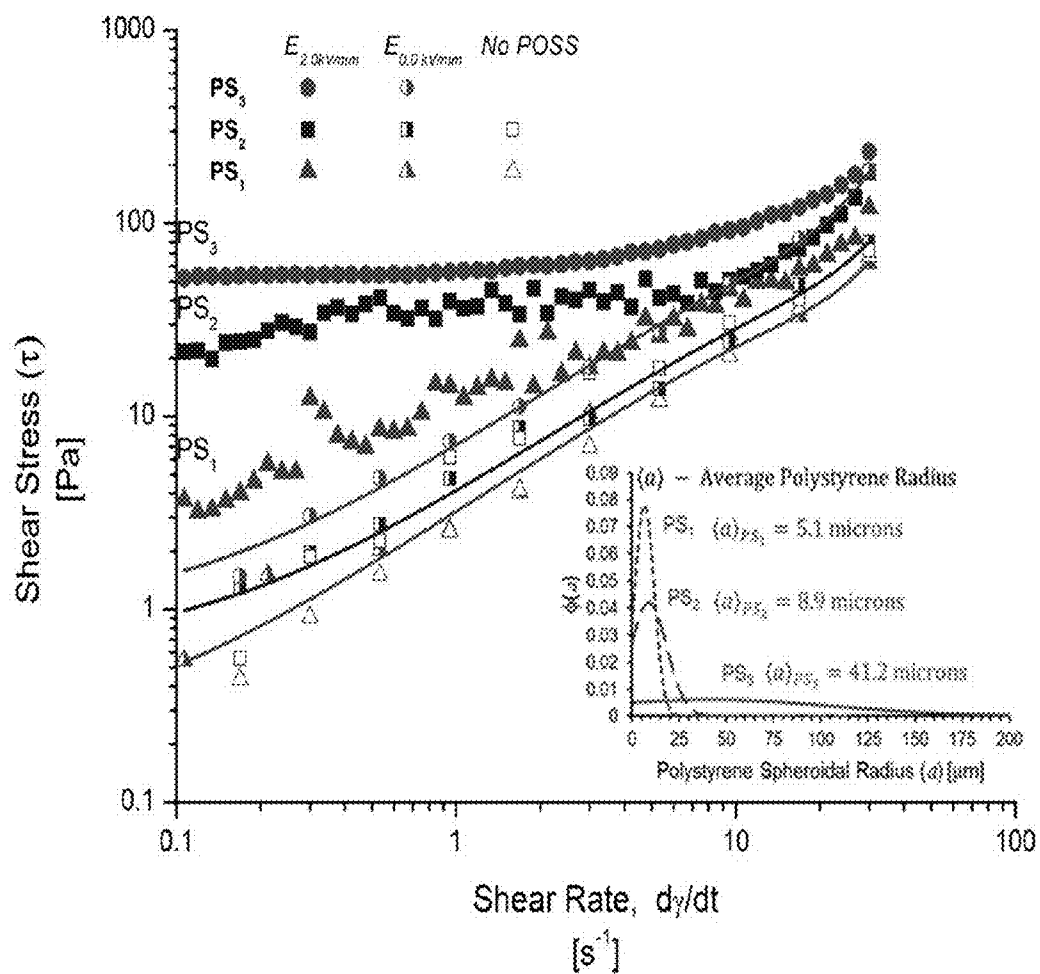 1000
100
10
1
0.1
0.1 1 10 100
Shear Stress (τ)
[Pa]
Shear Rate, dγ/dt
[s⁻¹]
E₂.₀kV/mm E₀.₀ kV/mm No POSS
PS₃
PS₂
PS₁
PS₃
PS₂
PS₁
0.09
0.08
0.07
0.06
0.05
0.04
0.03
0.02
0.01
0
⟨a⟩ – Average Polystyrene Radius
PS₁ ⟨a⟩PS₁ = 5.1 microns
PS₂ ⟨a⟩PS₂ = 8.9 microns
PS₃ ⟨a⟩PS₃ = 41.2 microns
0 25 50 75 100 125 150 175 200
Polystyrene Spheroidal Radius (a) [μm]